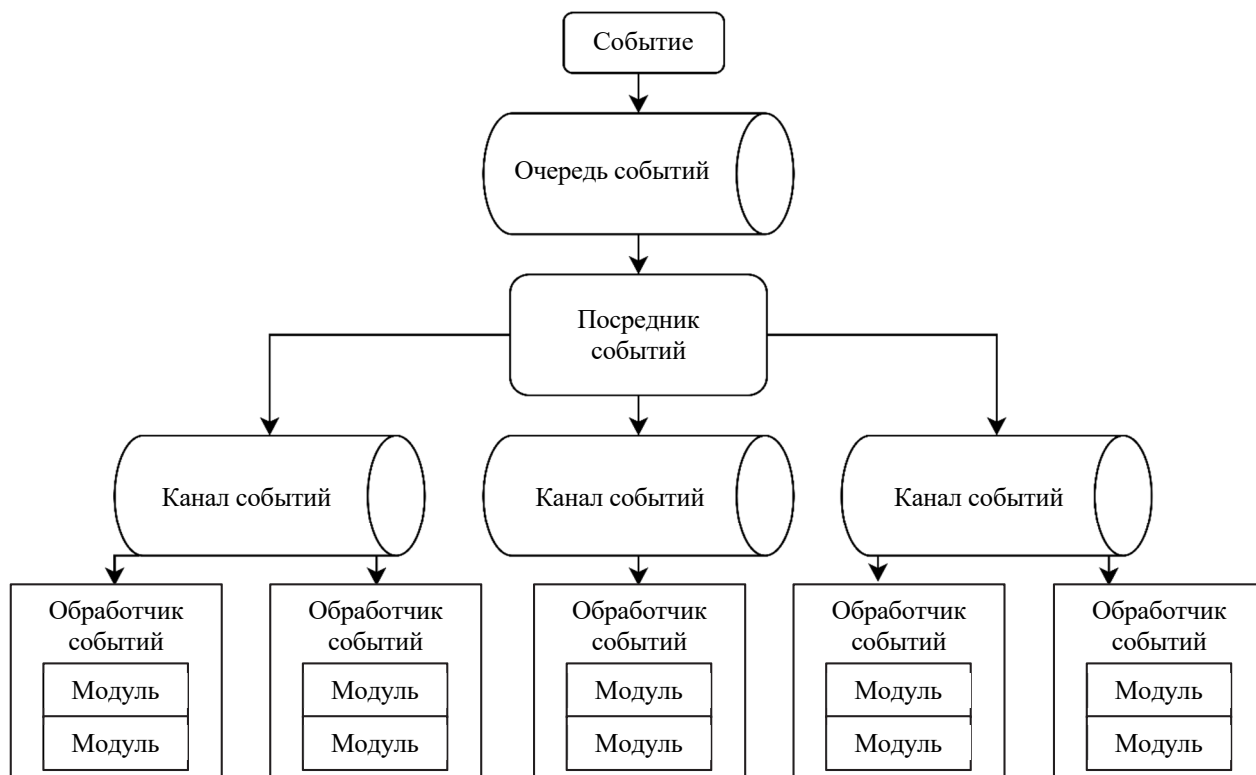 Событие
Очередь событий
Посредник
событий
Канал событий
Канал событий
Канал событий
Обработчик
событий
Модуль
Модуль
Обработчик
событий
Модуль
Модуль
Обработчик
событий
Модуль
Модуль
Обработчик
событий
Модуль
Модуль
Обработчик
событий
Модуль
Модуль